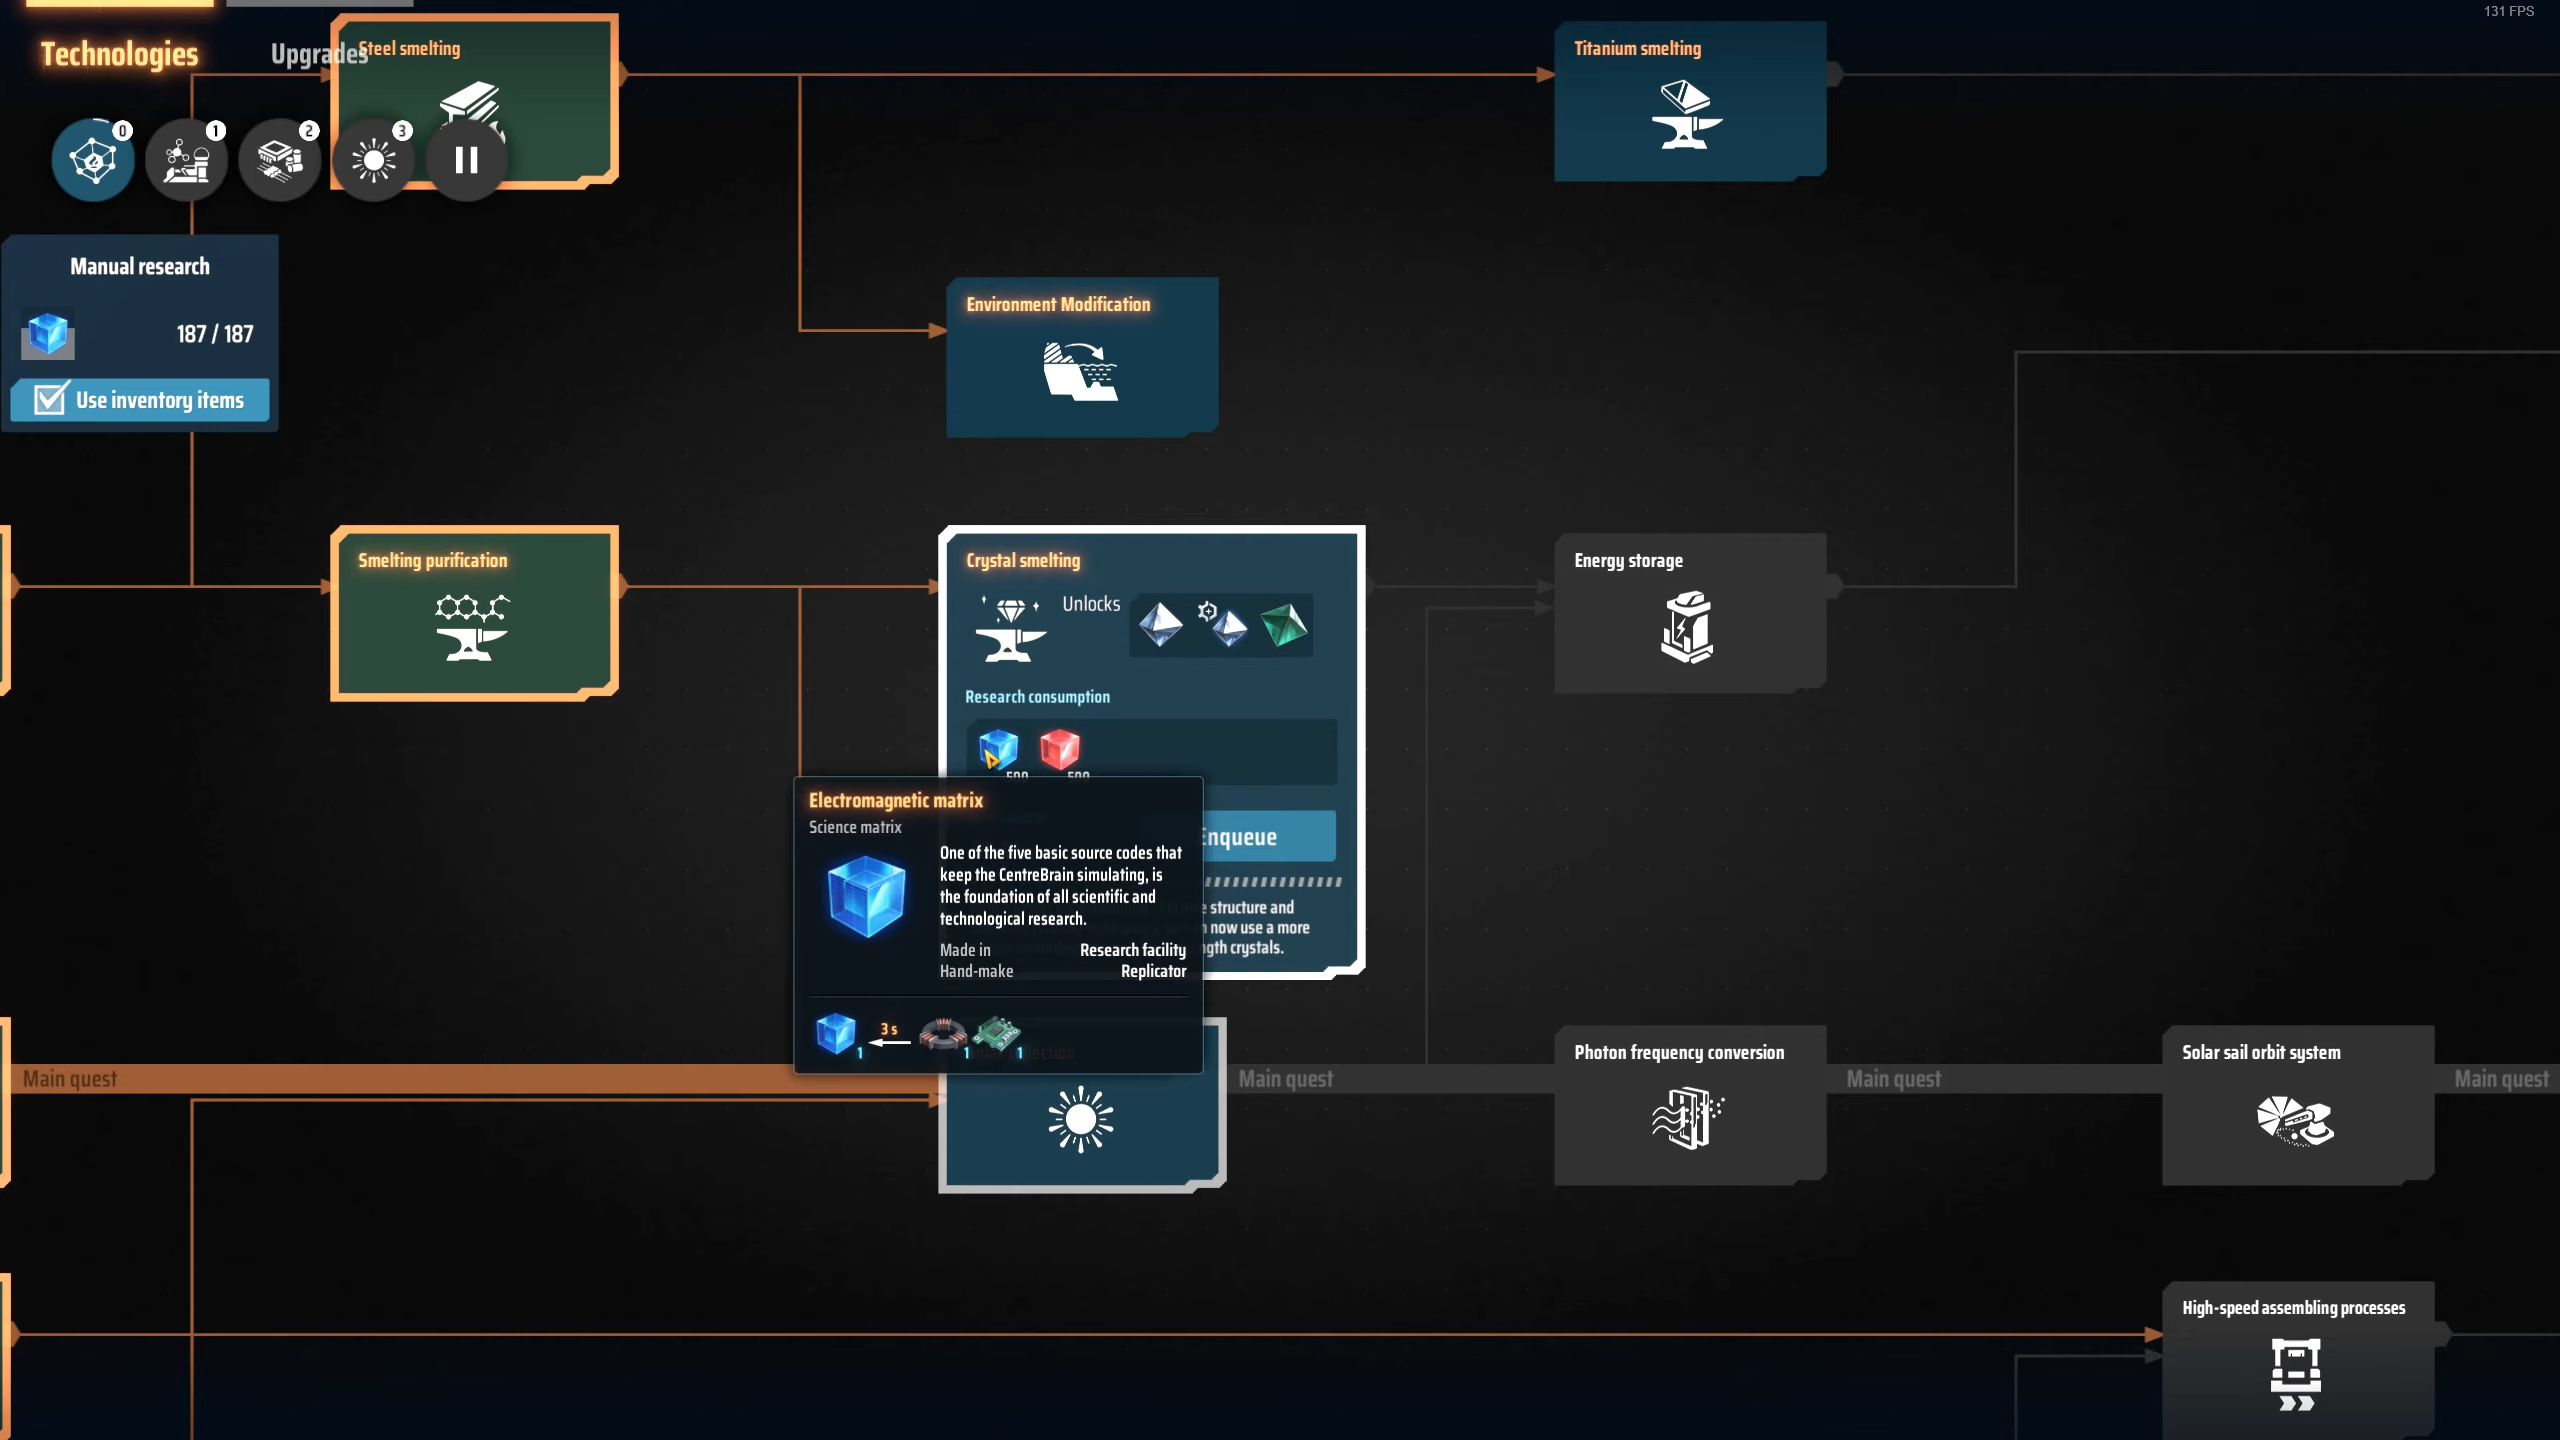 131 FPS
Technologies
Upgrades
Steel smelting
Titanium smelting
0
1
2
3
Manual research
187 / 187
Use inventory items
Environment Modification
Smelting purification
Crystal smelting
Unlocks
Research consumption
500
500
Enqueue
structure and
now use a more
crystals.
Electromagnetic matrix
Science matrix
One of the five basic source codes that
keep the CentreBrain simulating, is
the foundation of all scientific and
technological research.
Made in Research facility
Hand-make Replicator
1
3 s
1
1
Energy storage
Main quest
Main quest
Photon frequency conversion
Main quest
Solar sail orbit system
Main quest
High-speed assembling processes